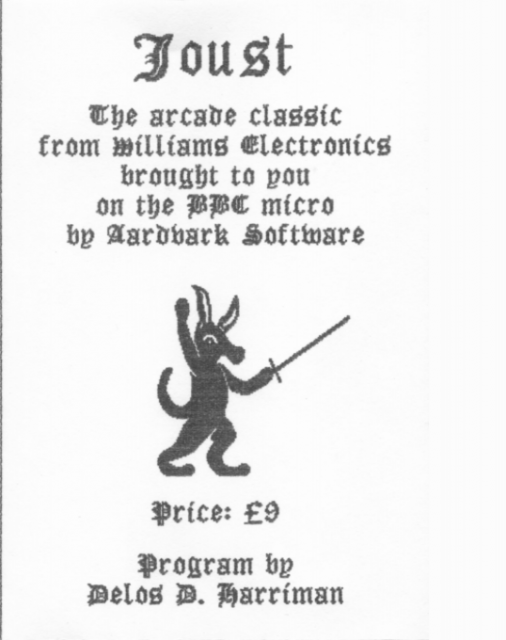 Joust
The arcade classic
from Williams Electronics
brought to you
on the BBC micro
by Aardvark Software
Price: £9
Program by
Delos D. Harriman